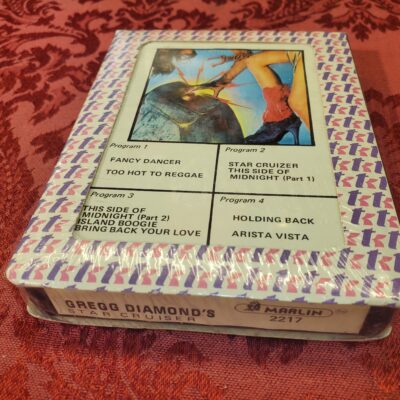 Program 1
FANCY DANCER
TOO HOT TO REGGAE
Program 2
STAR CRUIZER
THIS SIDE OF
MIDNIGHT (Part 1)
Program 3
THIS SIDE OF
MIDNIGHT (Part 2)
ISLAND BOOGIE
BRING BACK YOUR LOVE
Program 4
HOLDING BACK
ARISTA VISTA
GREGG DIAMOND'S
STAR CRUISER
MARLIN
2217